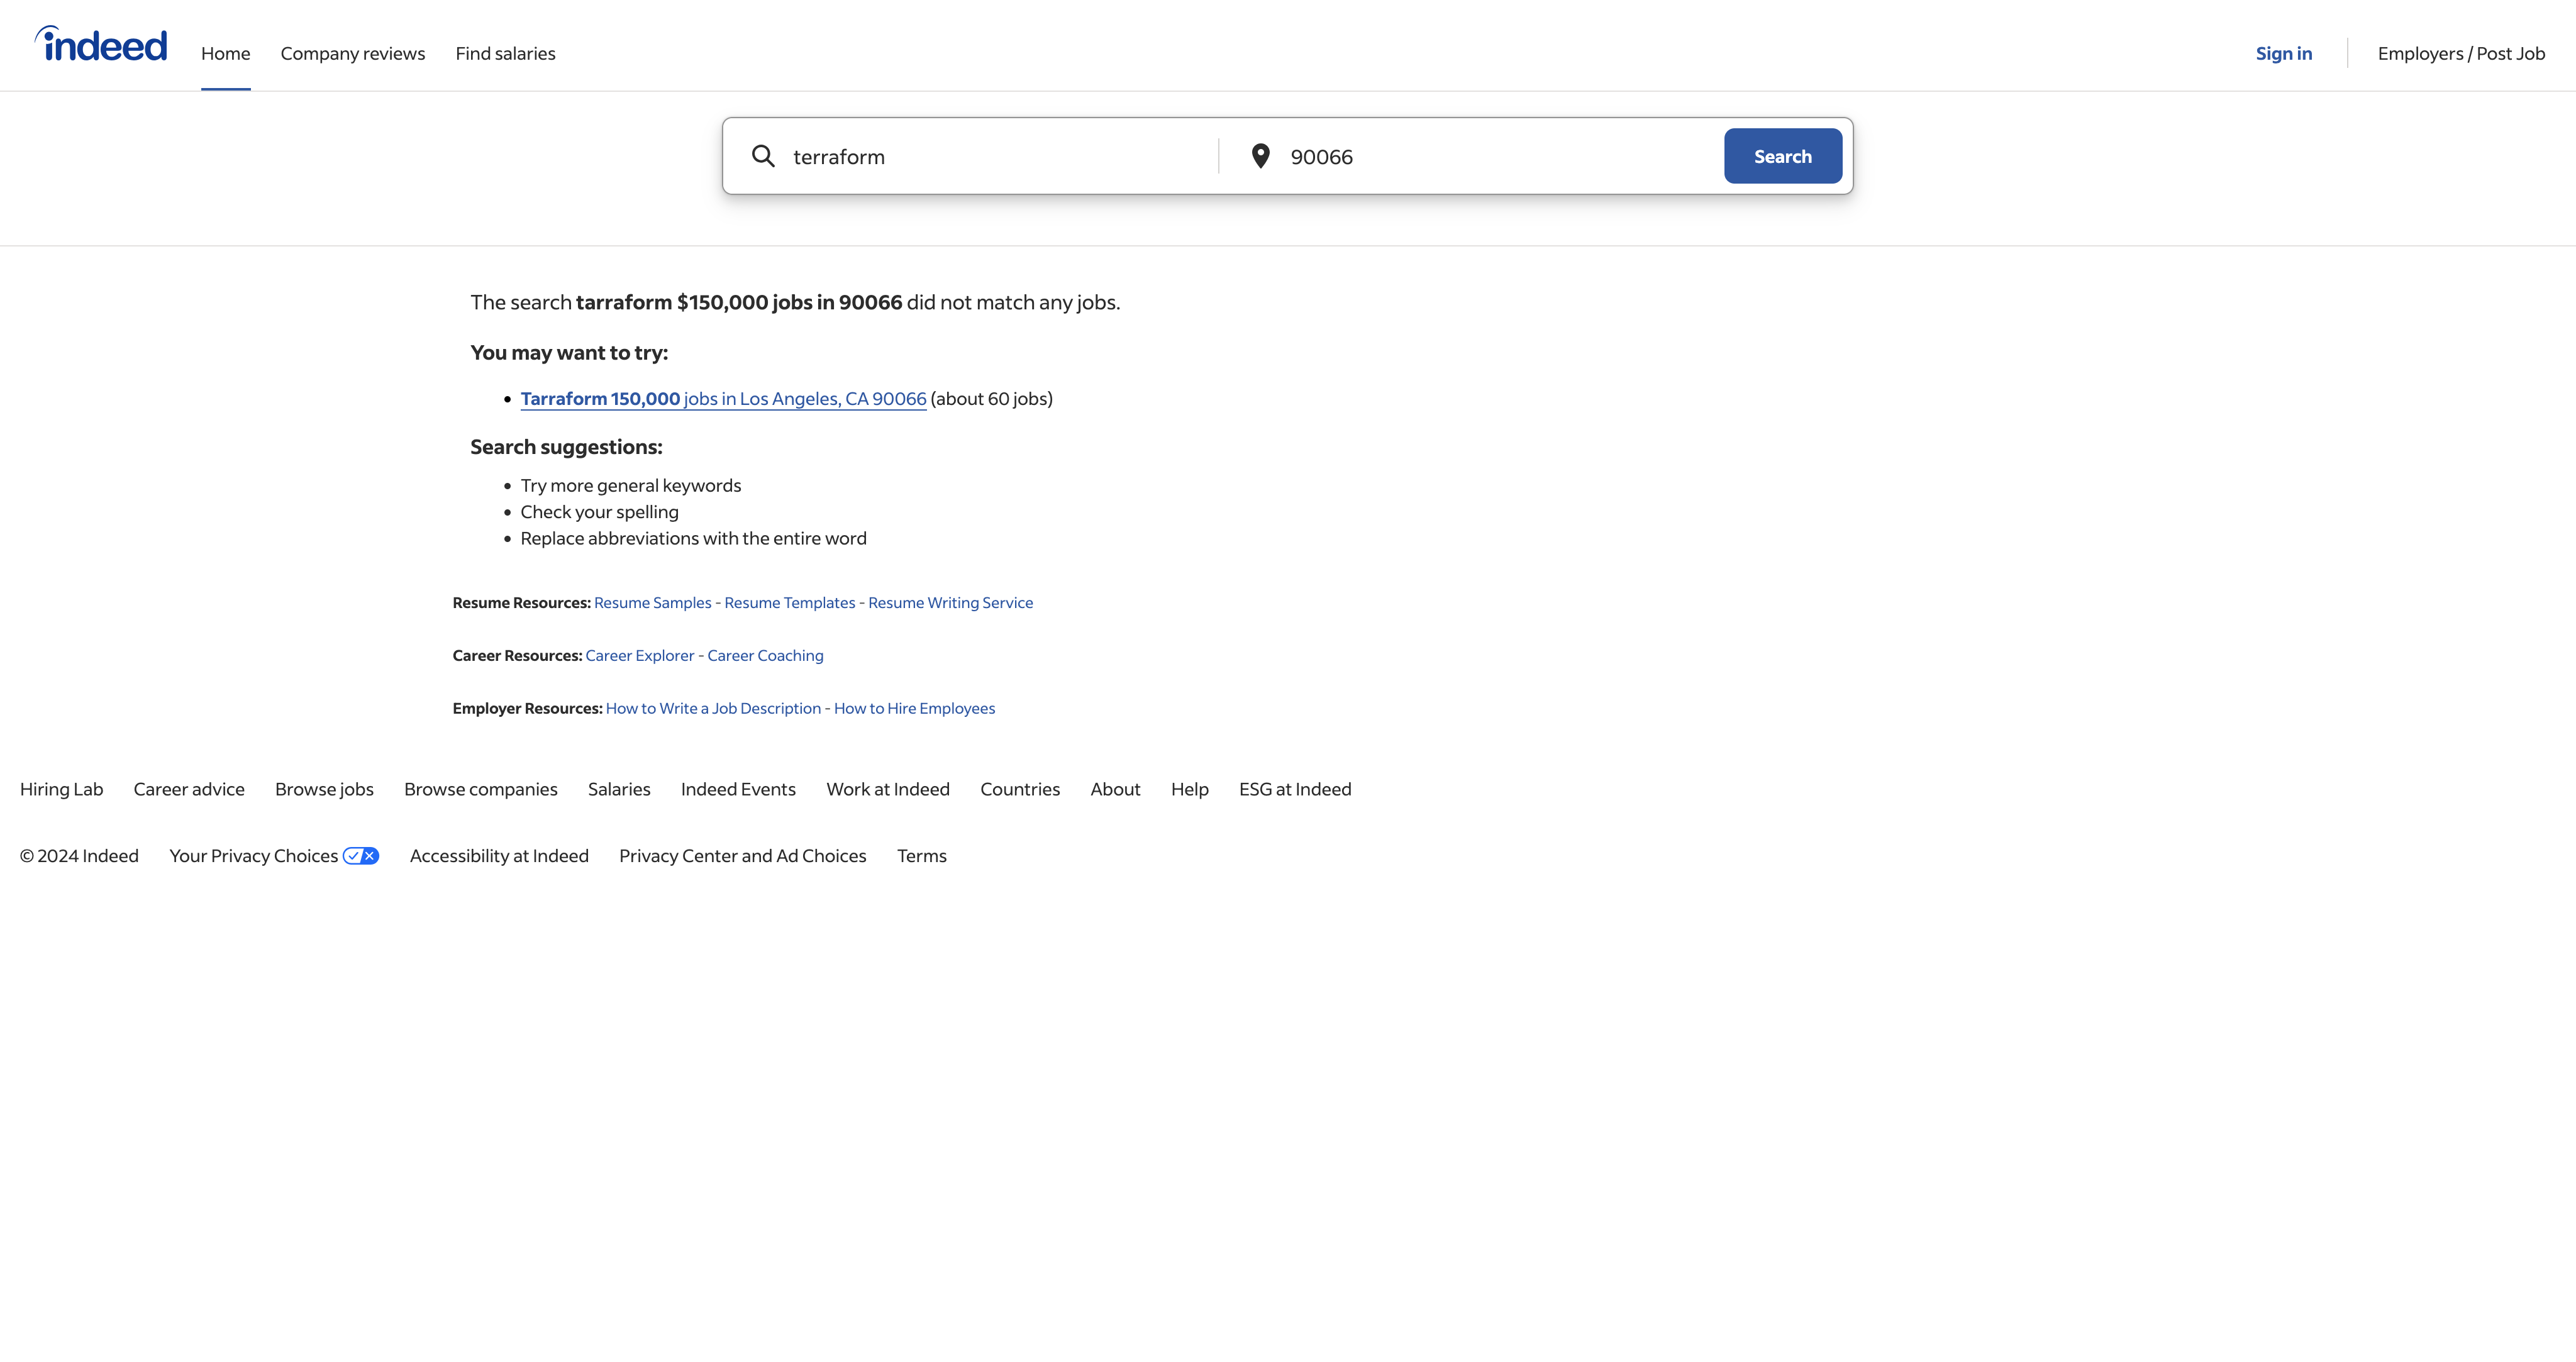 indeed Home Company reviews Find salaries Sign in Employers / Post Job
terraform 90066 Search
The search tarraform $150,000 jobs in 90066 did not match any jobs.
You may want to try:
• Tarraform 150,000 jobs in Los Angeles, CA 90066 (about 60 jobs)
Search suggestions:
• Try more general keywords
• Check your spelling
• Replace abbreviations with the entire word
Resume Resources: Resume Samples - Resume Templates - Resume Writing Service
Career Resources: Career Explorer - Career Coaching
Employer Resources: How to Write a Job Description - How to Hire Employees
Hiring Lab Career advice Browse jobs Browse companies Salaries Indeed Events Work at Indeed Countries About Help ESG at Indeed
© 2024 Indeed Your Privacy Choices Accessibility at Indeed Privacy Center and Ad Choices Terms